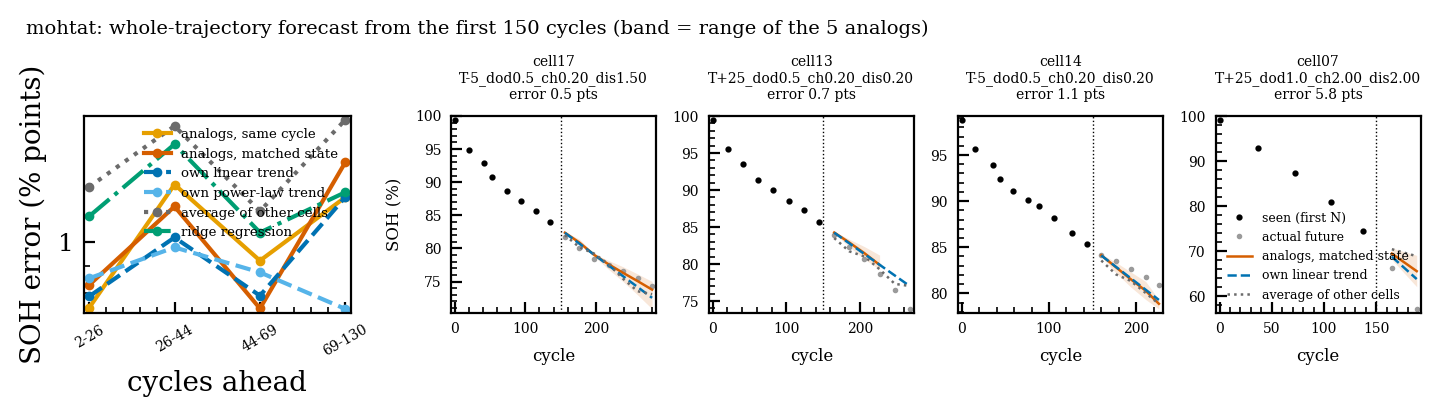 mohtat: whole-trajectory forecast from the first 150 cycles (band = range of the 5 analogs)
SOH error (% points)
1
analogs, same cycle
analogs, matched state
own linear trend
own power-law trend
average of other cells
ridge regression
2-26
26-44
44-69
69-130
cycles ahead
cell17
T-5_dod0.5_ch0.20_dis1.50
error 0.5 pts
SOH (%)
100
95
90
85
80
75
0
200
cycle
cell13
T+25_dod0.5_ch0.20_dis0.20
error 0.7 pts
100
95
90
85
80
75
0
100
200
cycle
cell14
T-5_dod0.5_ch0.20_dis0.20
error 1.1 pts
95
90
85
80
0
100
200
cycle
cell07
T+25_dod1.0_ch2.00_dis2.00
error 5.8 pts
100
90
80
70
60
seen (first N)
actual future
analogs, matched state
own linear trend
average of other cells
0
50
100
150
cycle